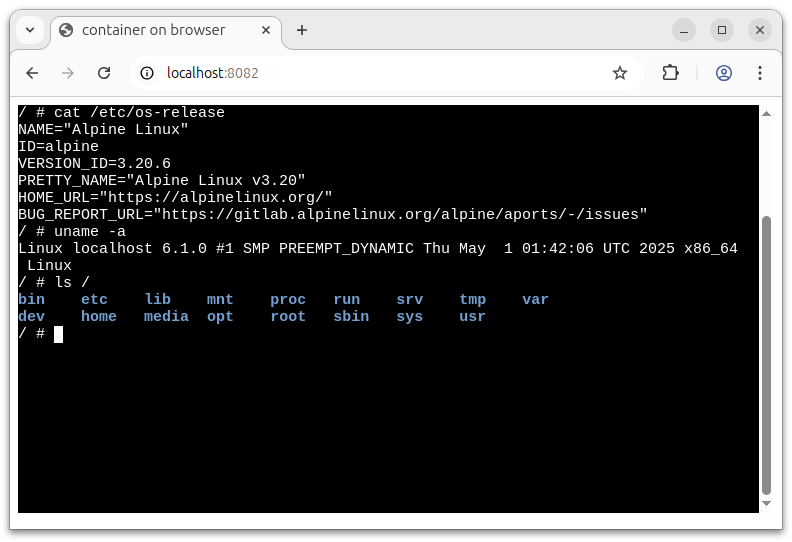 container on browser
localhost:8082
/ # cat /etc/os-release
NAME="Alpine Linux"
ID=alpine
VERSION_ID=3.20.6
PRETTY_NAME="Alpine Linux v3.20"
HOME_URL="https://alpinelinux.org/"
BUG_REPORT_URL="https://gitlab.alpinelinux.org/alpine/aports/-/issues"
/ # uname -a
Linux localhost 6.1.0 #1 SMP PREEMPT_DYNAMIC Thu May  1 01:42:06 UTC 2025 x86_64
 Linux
/ # ls /
bin    etc    lib    mnt    proc   run    srv    tmp    var
dev    home   media  opt    root   sbin   sys    usr
/ #